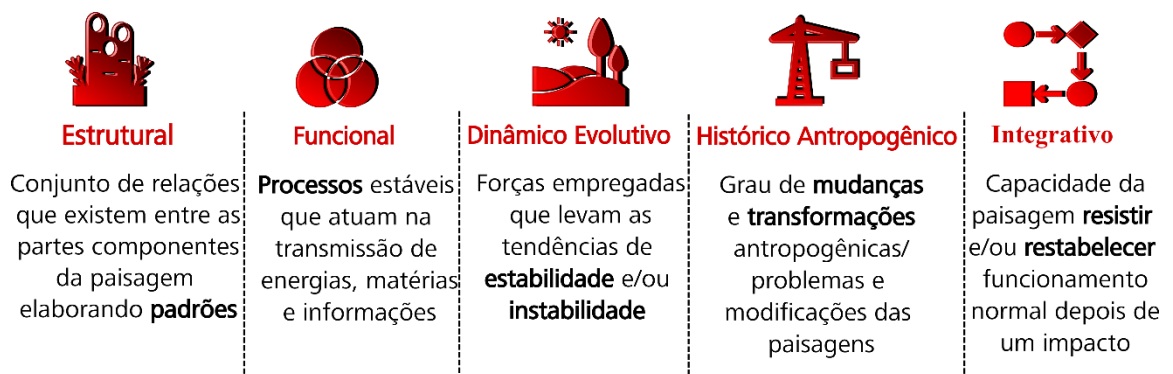 Estrutural
Conjunto de relações
que existem entre as
partes componentes
da paisagem
elaborando padrões
Funcional
Processos estáveis
que atuam na
transmissão de
energias, matérias
e informações
Dinâmico Evolutivo
Forças empregadas
que levam as
tendências de
estabilidade e/ou
instabilidade
Histórico Antropogênico
Grau de mudanças
e transformações
antropogênicas/
problemas e
modificações das
paisagens
Integrativo
Capacidade da
paisagem resistir
e/ou restabelecer
funcionamento
normal depois de
um impacto